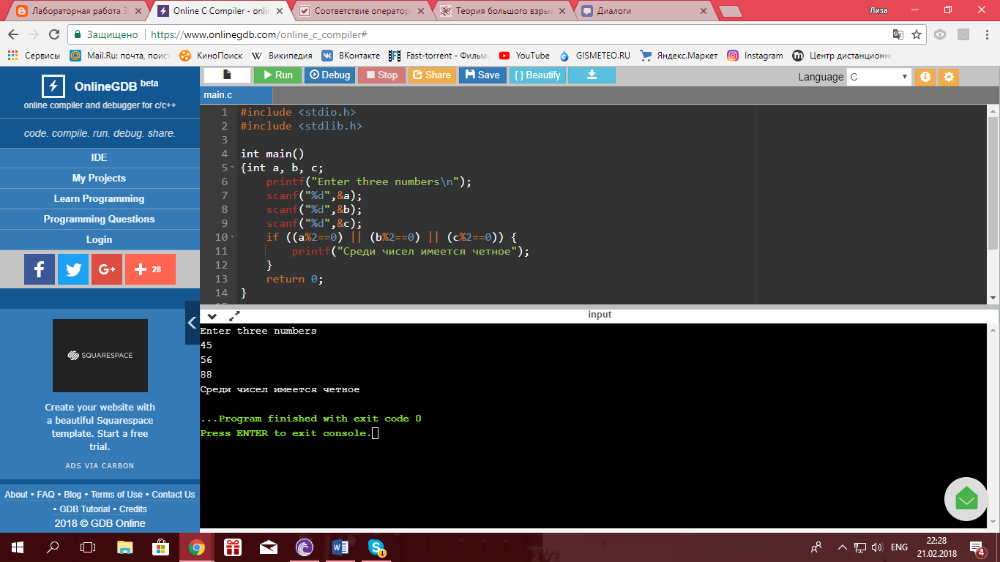 Лабораторная работа З
Online C Compiler - onlin
Соответствие оператор
Теория большого взрыв
Диалоги
Лиза
Защищено
https://www.onlinegdb.com/online_c_compiler#
Сервисы
Mail.Ru: почта, поиск
КиноПоиск
Википедия
ВКонтакте
Fast-torrent - Фильм
YouTube
GISMETEO.RU
Яндекс.Маркет
Instagram
Центр дистанционн
OnlineGDB beta
online compiler and debugger for c/c++
code. compile. run. debug. share.
IDE
My Projects
Learn Programming
Programming Questions
Login
28
SQUARESPACE
Create your website with
a beautiful Squarespace
template. Start a free
trial.
ADS VIA CARBON
About • FAQ • Blog • Terms of Use • Contact Us
• GDB Tutorial • Credits
2018 © GDB Online
Run
Debug
Stop
Share
Save
{ } Beautify
Language
C
main.c
1 #include <stdio.h>
2 #include <stdlib.h>
3
4 int main()
5 {int a, b, c;
6 printf("Enter three numbers\n");
7 scanf("%d",&a);
8 scanf("%d",&b);
9 scanf("%d",&c);
10 if ((a%2==0) || (b%2==0) || (c%2==0)) {
11 printf("Среди чисел имеется четное");
12 }
13 return 0;
14 }
input
Enter three numbers
45
56
88
Среди чисел имеется четное
...Program finished with exit code 0
Press ENTER to exit console.
1
ENG
22:28
21.02.2018
4